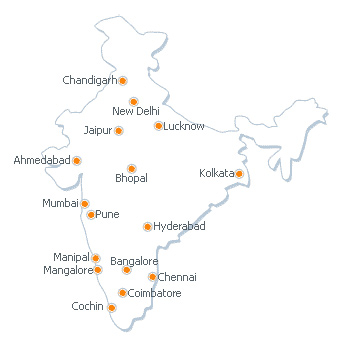 Chandigarh
New Delhi
Lucknow
Jaipur
Ahmedabad
Bhopal
Kolkata
Mumbai
Pune
Hyderabad
Manipal
Bangalore
Mangalore
Chennai
Coimbatore
Cochin